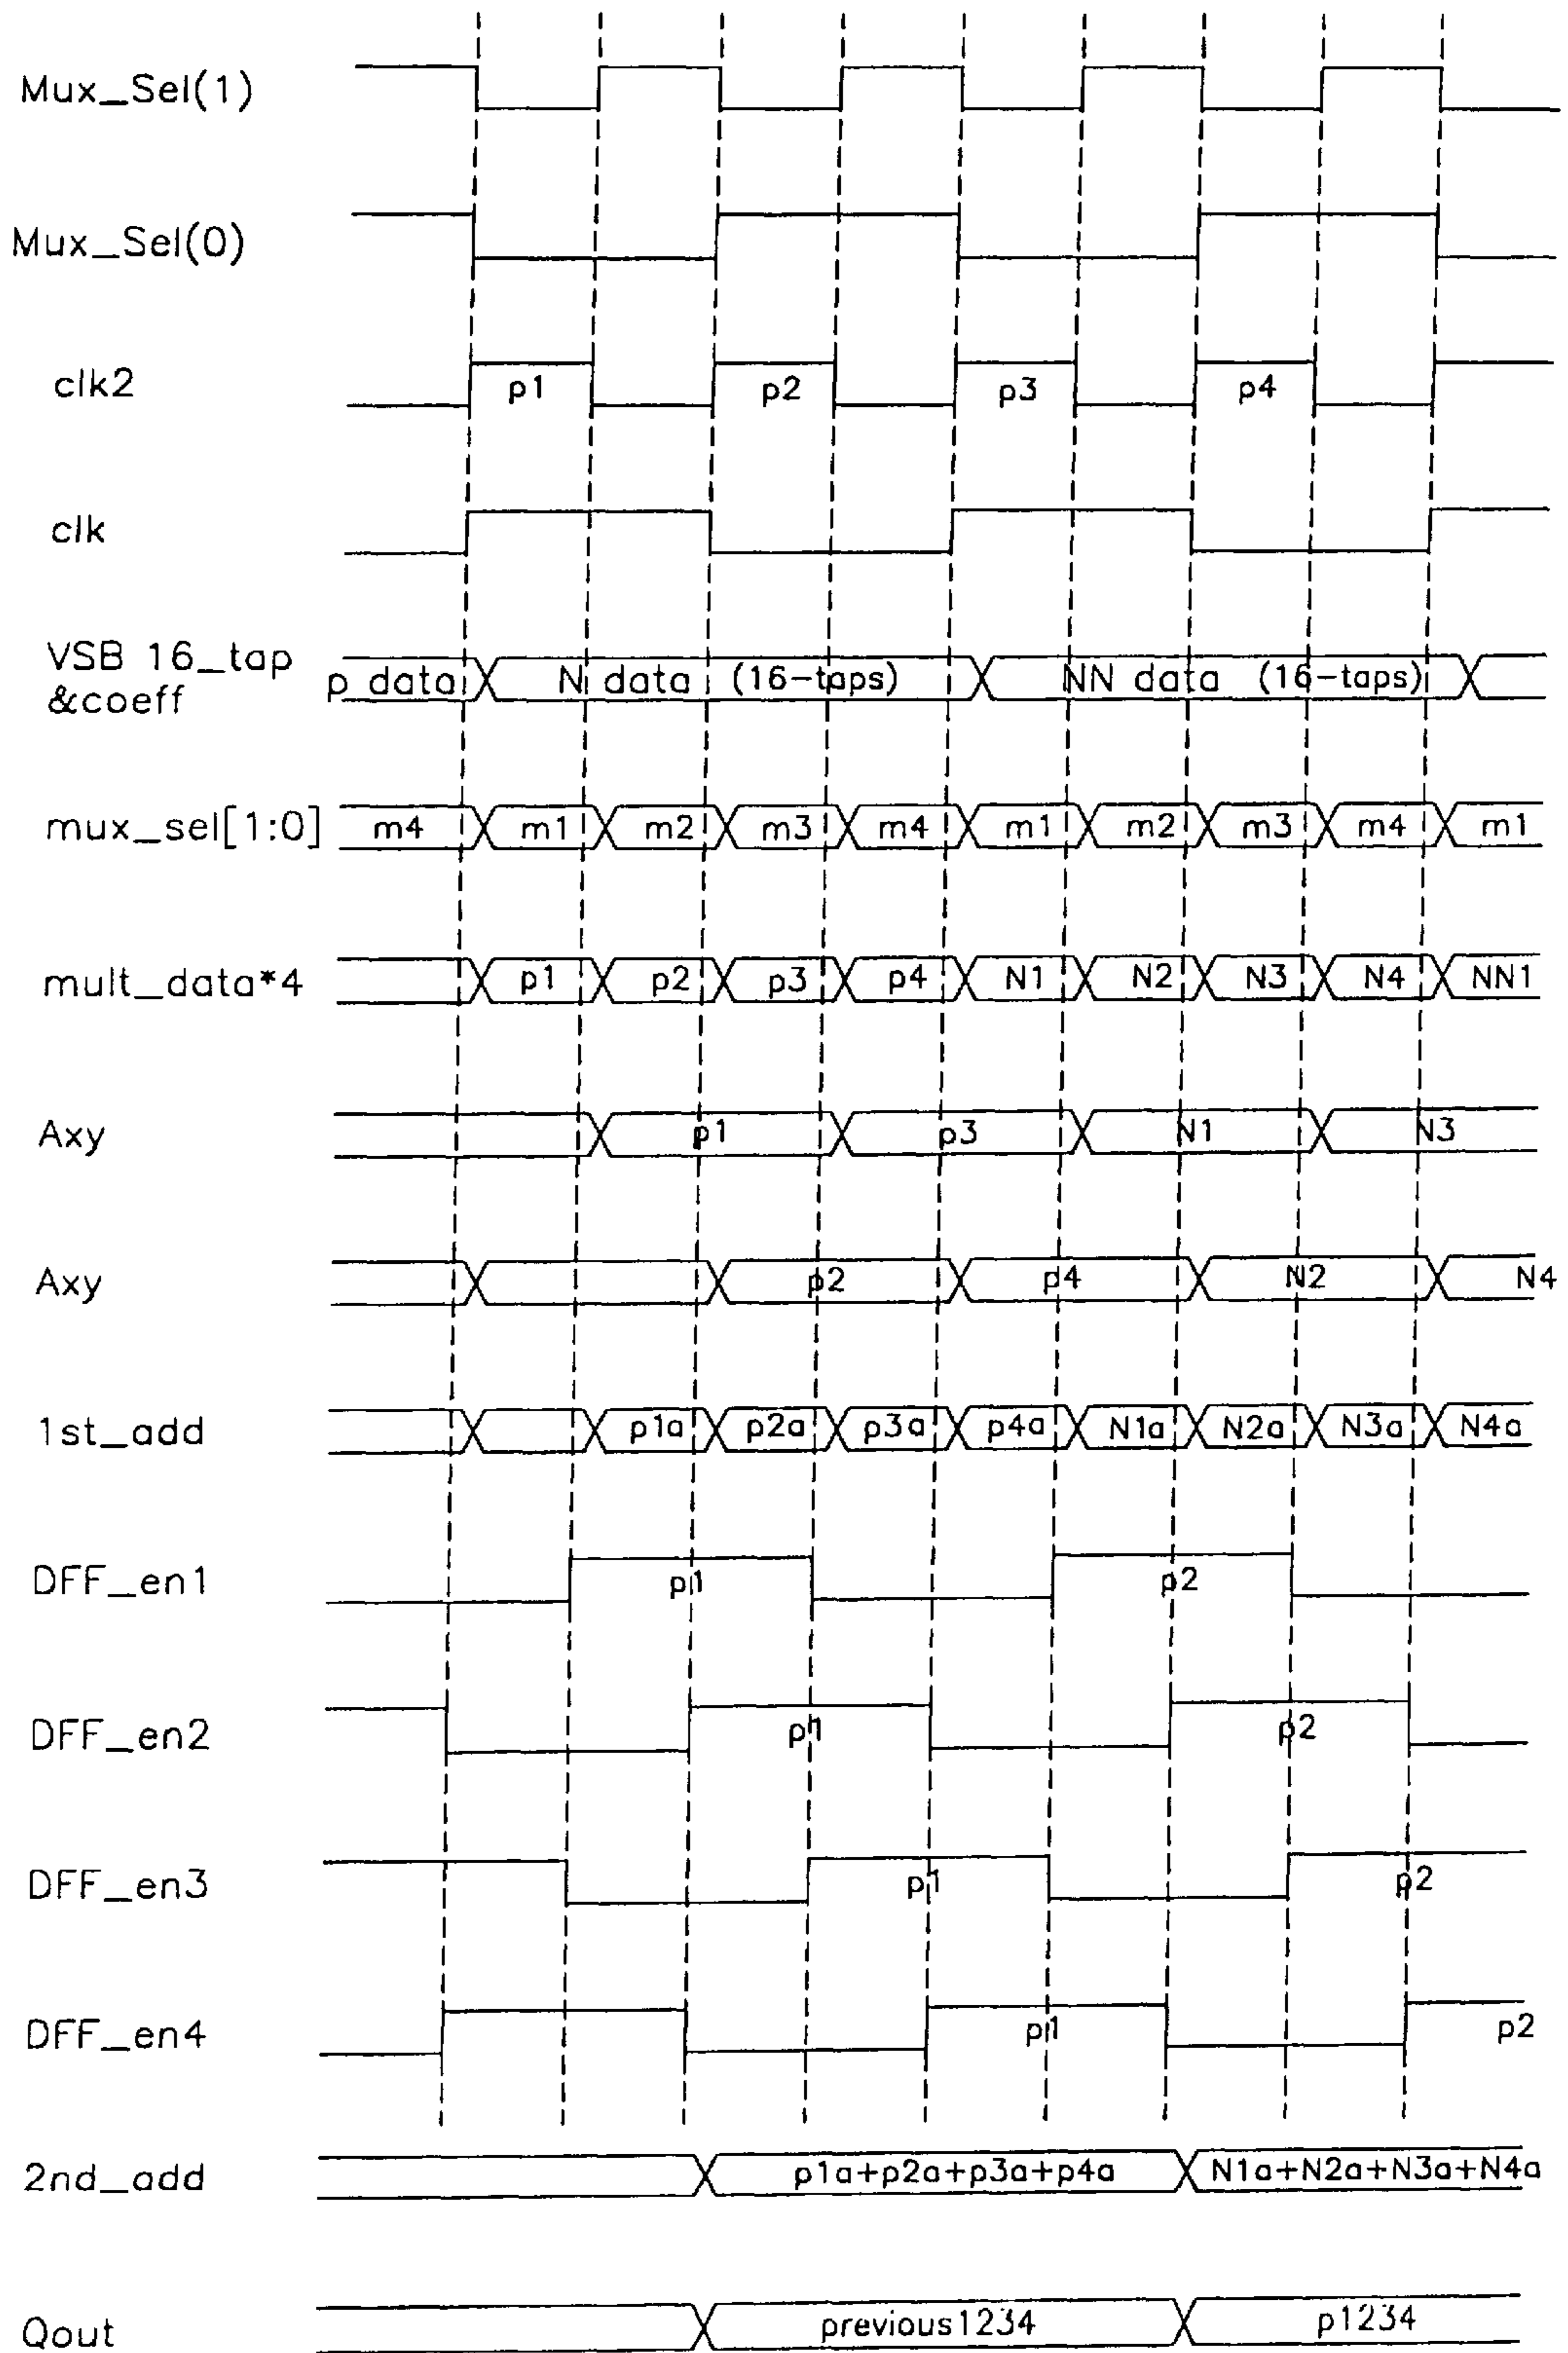 Mux_Sel(1)
Mux_Sel(0)
clk2 p1 p2 p3 p4
clk
VSB 16_tap
&coeff
p data N data (16-taps) NN data (16-taps)
mux_sel[1:0] m4 m1 m2 m3 m4 m1 m2 m3 m4 m1
mult_data*4 p1 p2 p3 p4 N1 N2 N3 N4 NN1
Axy p1 p3 N1 N3
Axy p2 p4 N2 N4
1st_add p1a p2a p3a p4a N1a N2a N3a N4a
DFF_en1 p1 p2
DFF_en2 p1 p2
DFF_en3 p1 p2
DFF_en4 p1 p2
2nd_add p1a+p2a+p3a+p4a N1a+N2a+N3a+N4a
Qout previous1234 p1234